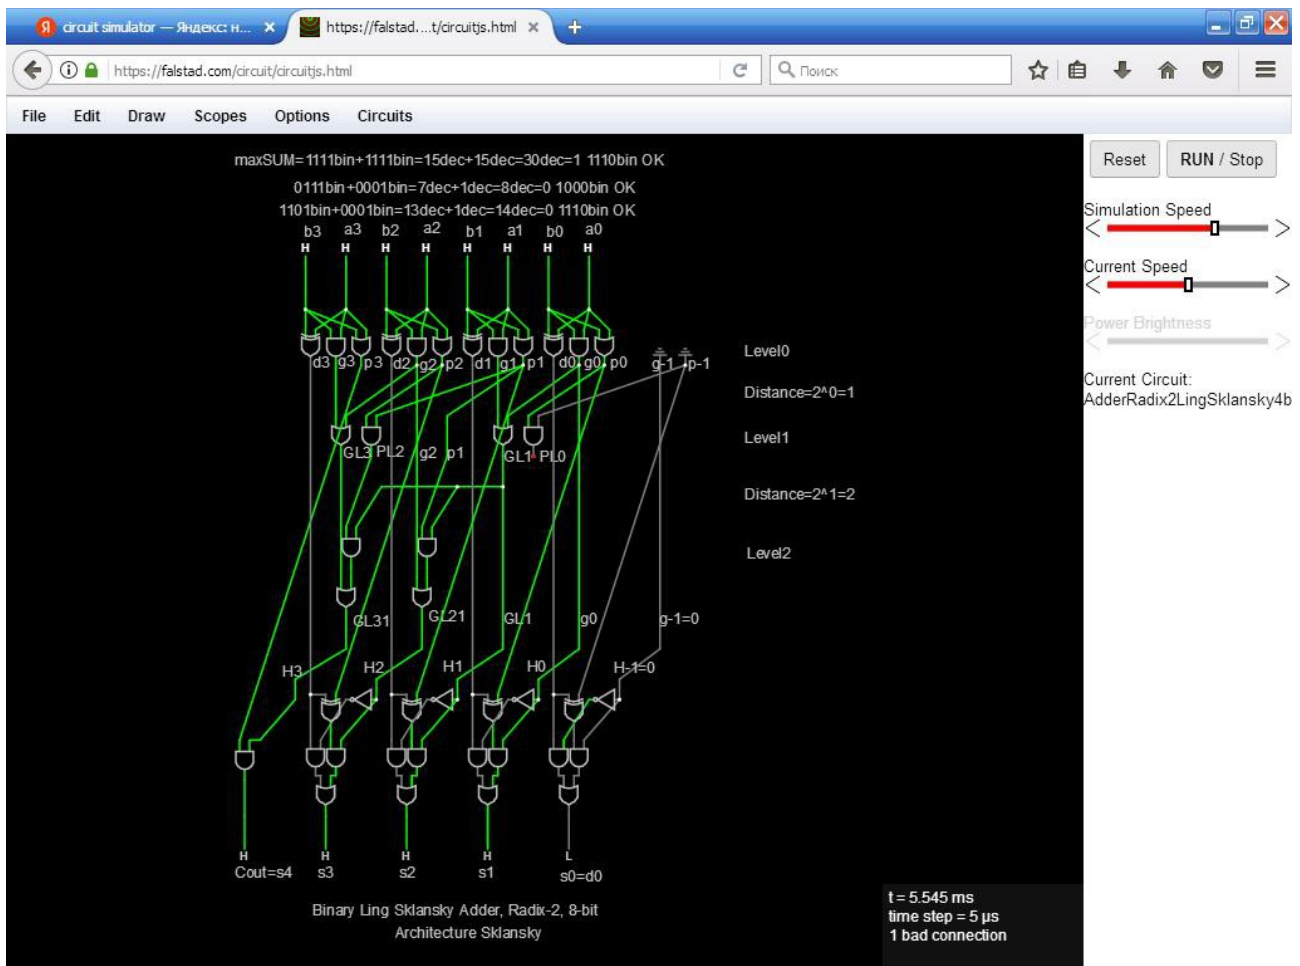 circuit simulator — Яндекс: н...
https://falstad....t/circuitjs.html
https://falstad.com/circuit/circuitjs.html
Поиск
File Edit Draw Scopes Options Circuits
maxSUM=1111bin+1111bin=15dec+15dec=30dec=1 1110bin OK
0111bin+0001bin=7dec+1dec=8dec=0 1000bin OK
1101bin+0001bin=13dec+1dec=14dec=0 1110bin OK
b3 a3 b2 a2 b1 a1 b0 a0
H H H H H H H H
d3 g3 p3 d2 g2 p2 d1 g1 p1 d0 g0 p0 g-1 p-1
Level0
Distance=2^0=1
Level1
GL3 PL2 g2 p1 GL1 PL0
Distance=2^1=2
Level2
GL31 GL21 GL1 g0 g-1=0
H3 H2 H1 H0 H-1=0
H H H H L
Cout=s4 s3 s2 s1 s0=d0
Binary Ling Sklansky Adder, Radix-2, 8-bit
Architecture Sklansky
t = 5.545 ms
time step = 5 µs
1 bad connection
Reset RUN / Stop
Simulation Speed
Current Speed
Power Brightness
Current Circuit:
AdderRadix2LingSklansky4b